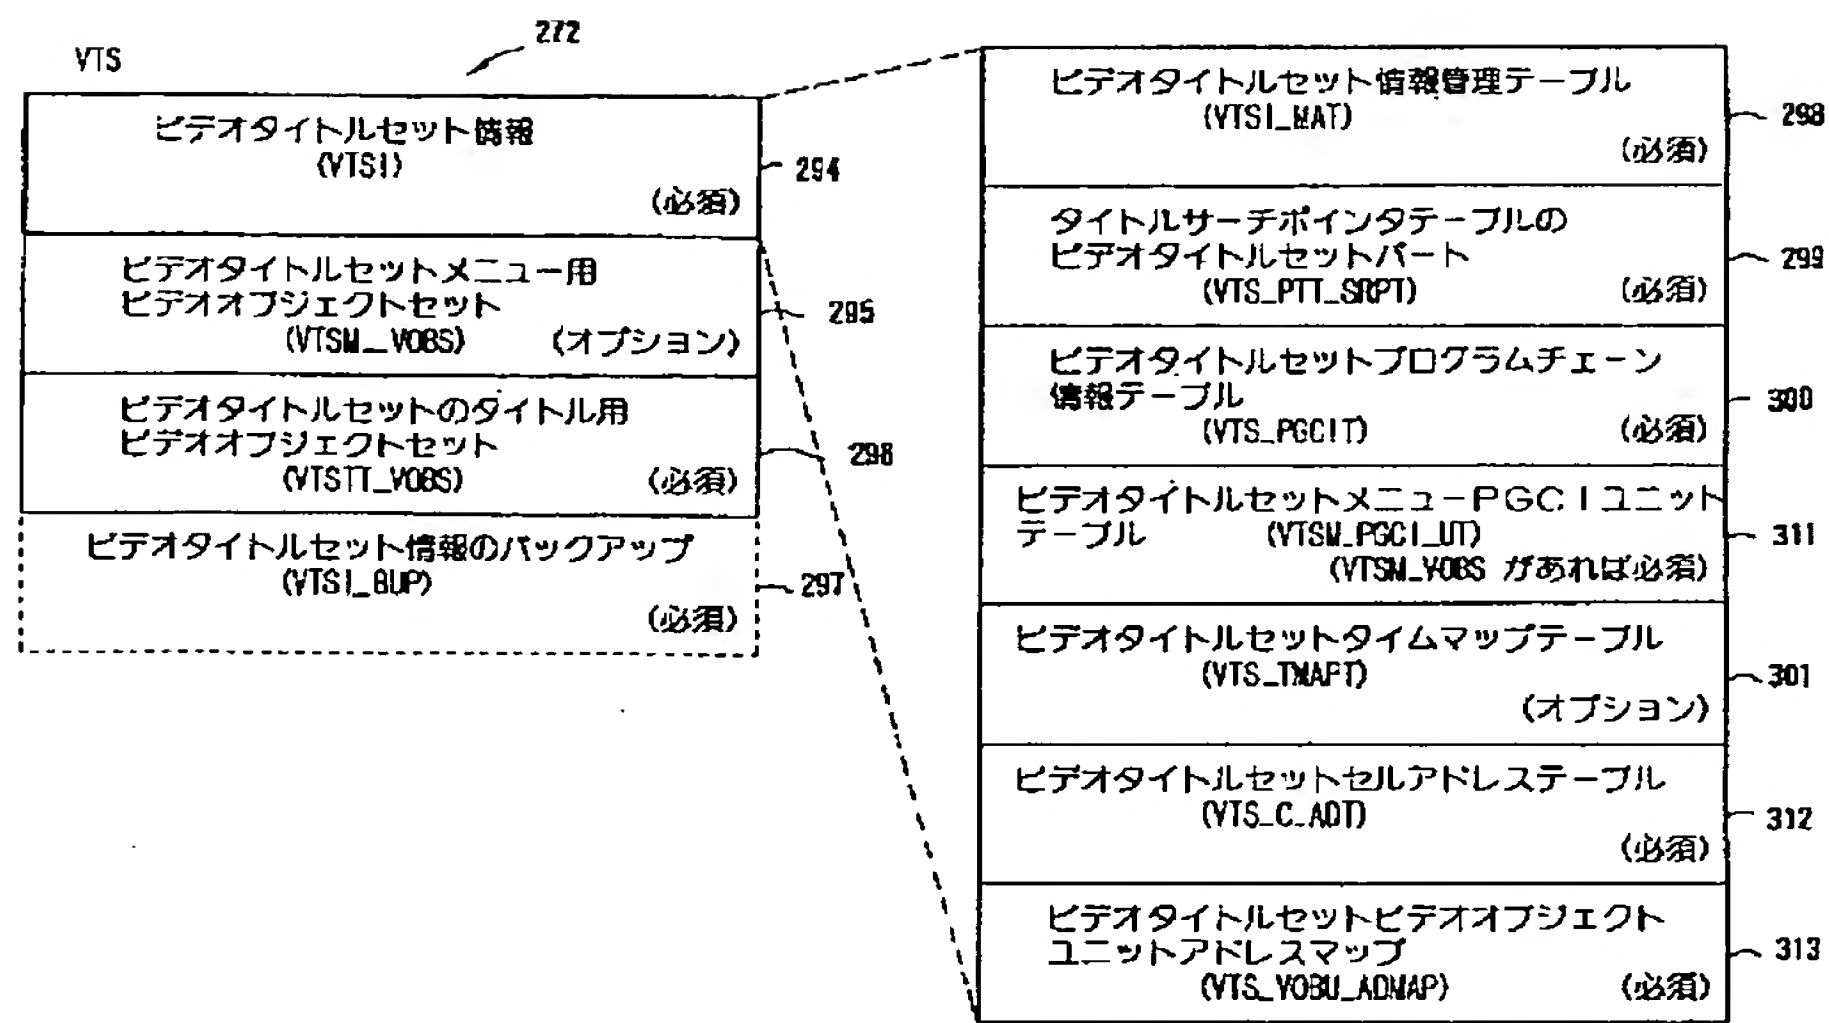 VTS
272
ビデオタイトルセット情報
(VTSI)
(必須)
294
ビデオタイトルセットメニュー用
ビデオオブジェクトセット
(VTSM_VOBS) (オプション)
295
ビデオタイトルセットのタイトル用
ビデオオブジェクトセット
(VTSTT_VOBS) (必須)
296
ビデオタイトルセット情報のバックアップ
(VTSI_BUP)
(必須)
297
ビデオタイトルセット情報管理テーブル
(VTSI_MAT)
(必須)
298
タイトルサーチポインタテーブルの
ビデオタイトルセットパート
(VTS_PTT_SRPT) (必須)
299
ビデオタイトルセットプログラムチェーン
情報テーブル
(VTS_PGCIT) (必須)
300
ビデオタイトルセットメニューPGCIユニット
テーブル (VTSM_PGCI_UT)
(VTSM_VOBS があれば必須)
311
ビデオタイトルセットタイムマップテーブル
(VTS_TMAPT)
(オプション)
301
ビデオタイトルセットセルアドレステーブル
(VTS_C_ADT)
(必須)
312
ビデオタイトルセットビデオオブジェクト
ユニットアドレスマップ
(VTS_VOBU_ADMAP) (必須)
313